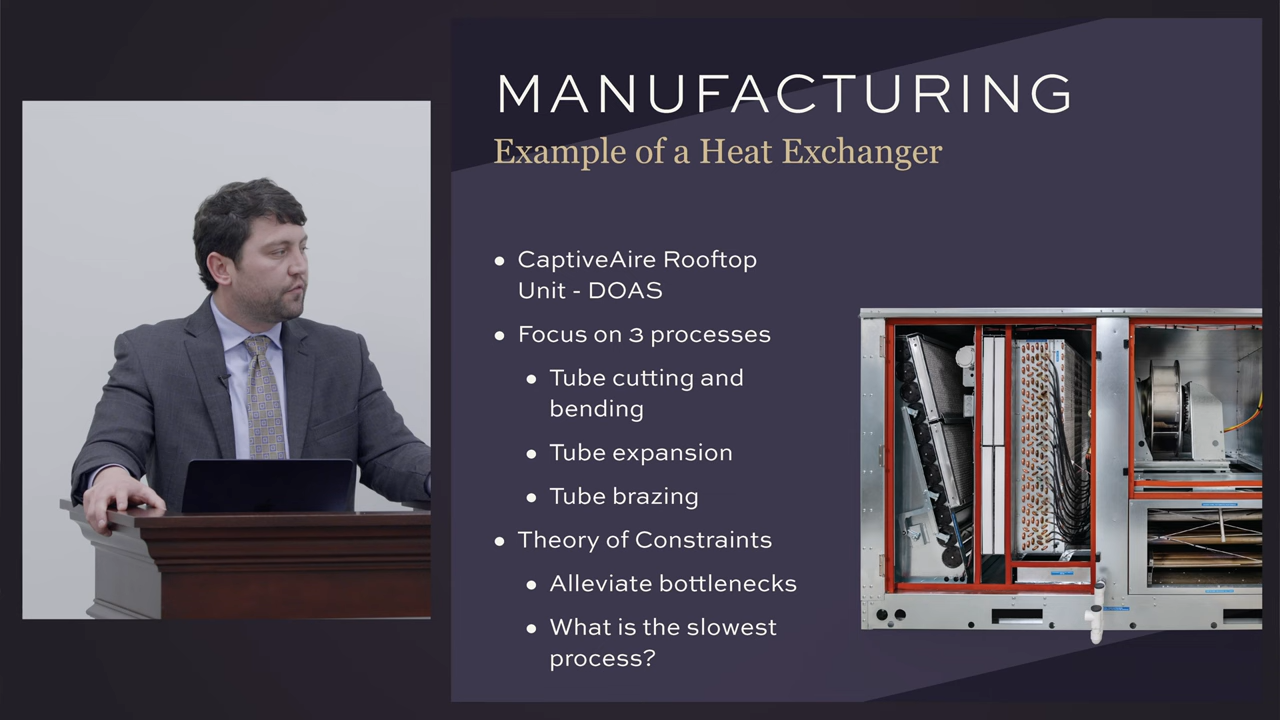 MANUFACTURING
Example of a Heat Exchanger
• CaptiveAire Rooftop
Unit - DOAS
• Focus on 3 processes
• Tube cutting and
bending
• Tube expansion
• Tube brazing
• Theory of Constraints
• Alleviate bottlenecks
• What is the slowest
process?